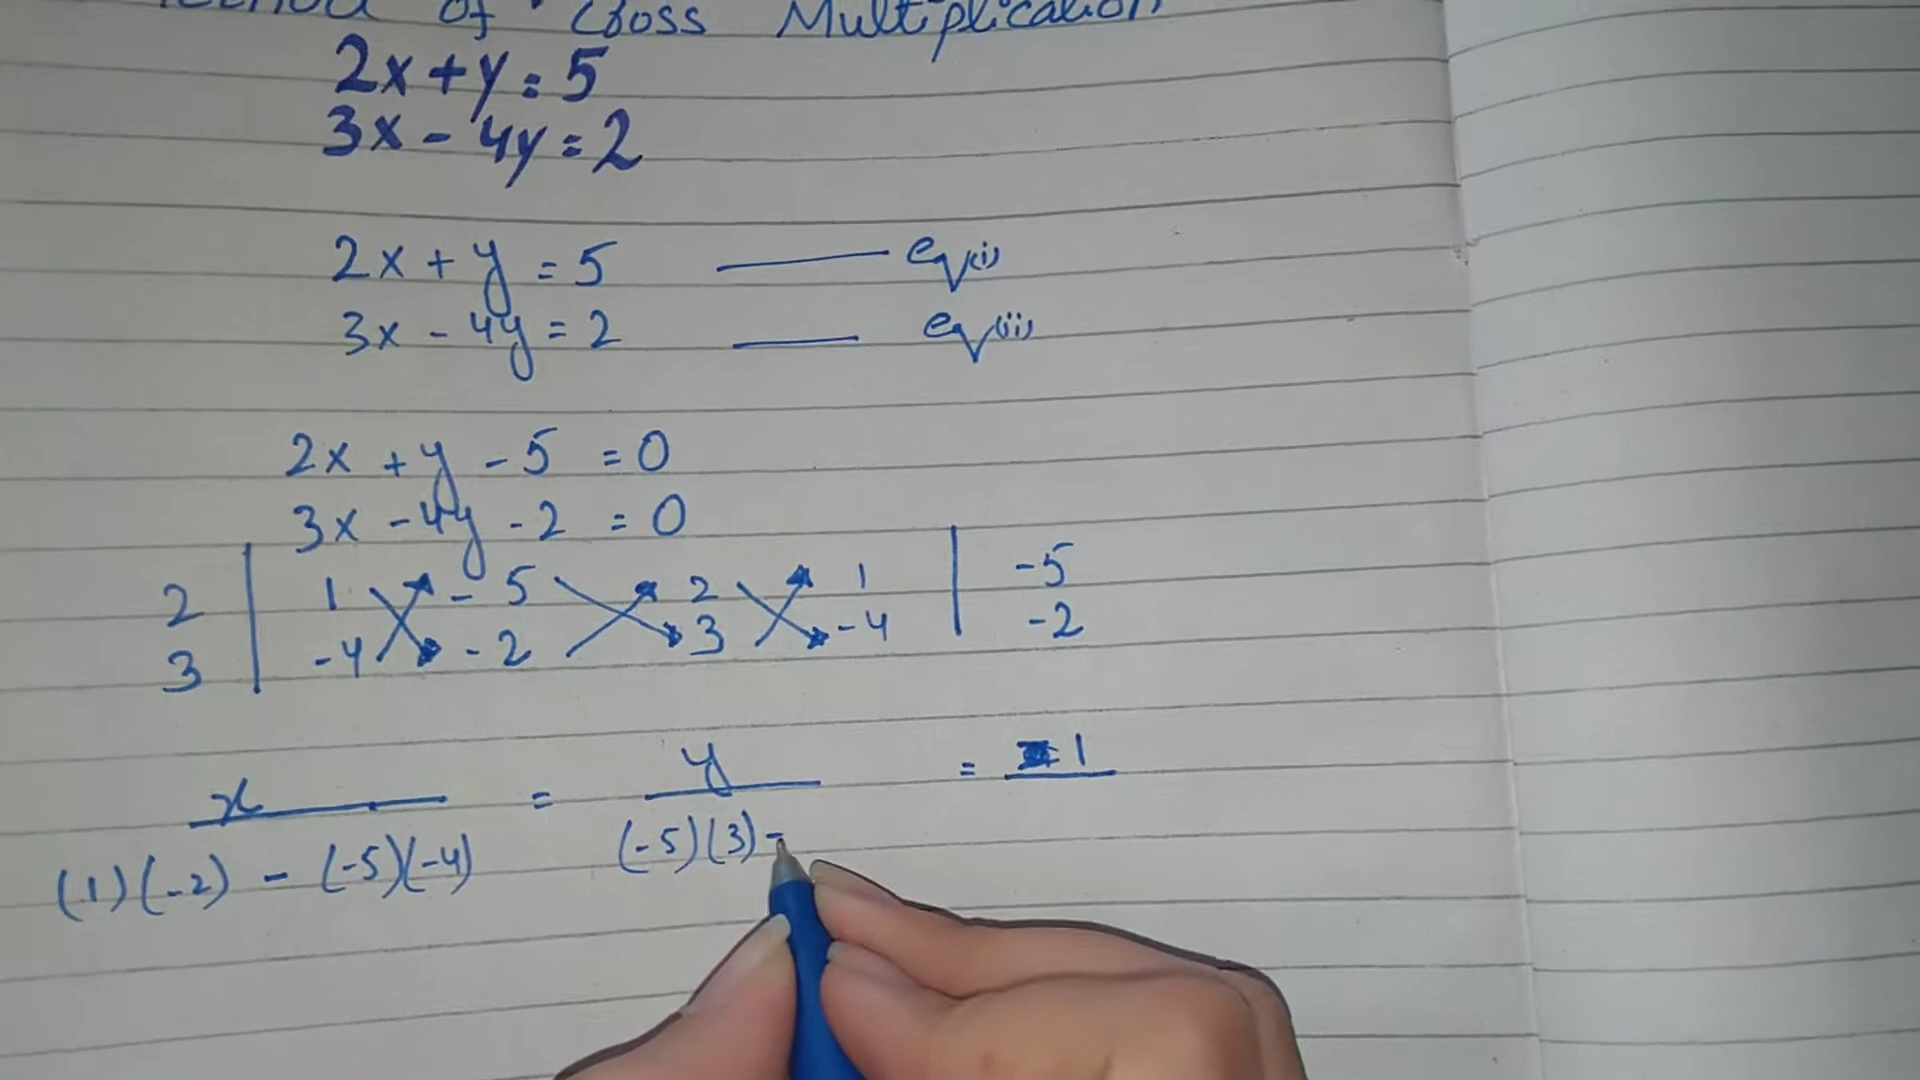 of Cross Multiplication
2x + y = 5
3x - 4y = 2
2x + y = 5 —— eq(i)
3x - 4y = 2 —— eq(ii)
2x + y - 5 = 0
3x - 4y - 2 = 0
2 | 1 - 5 2 1 | -5
3 | -4 - 2 3 -4 | -2
x = y = 1
(1)(-2) - (-5)(-4) (-5)(3) -